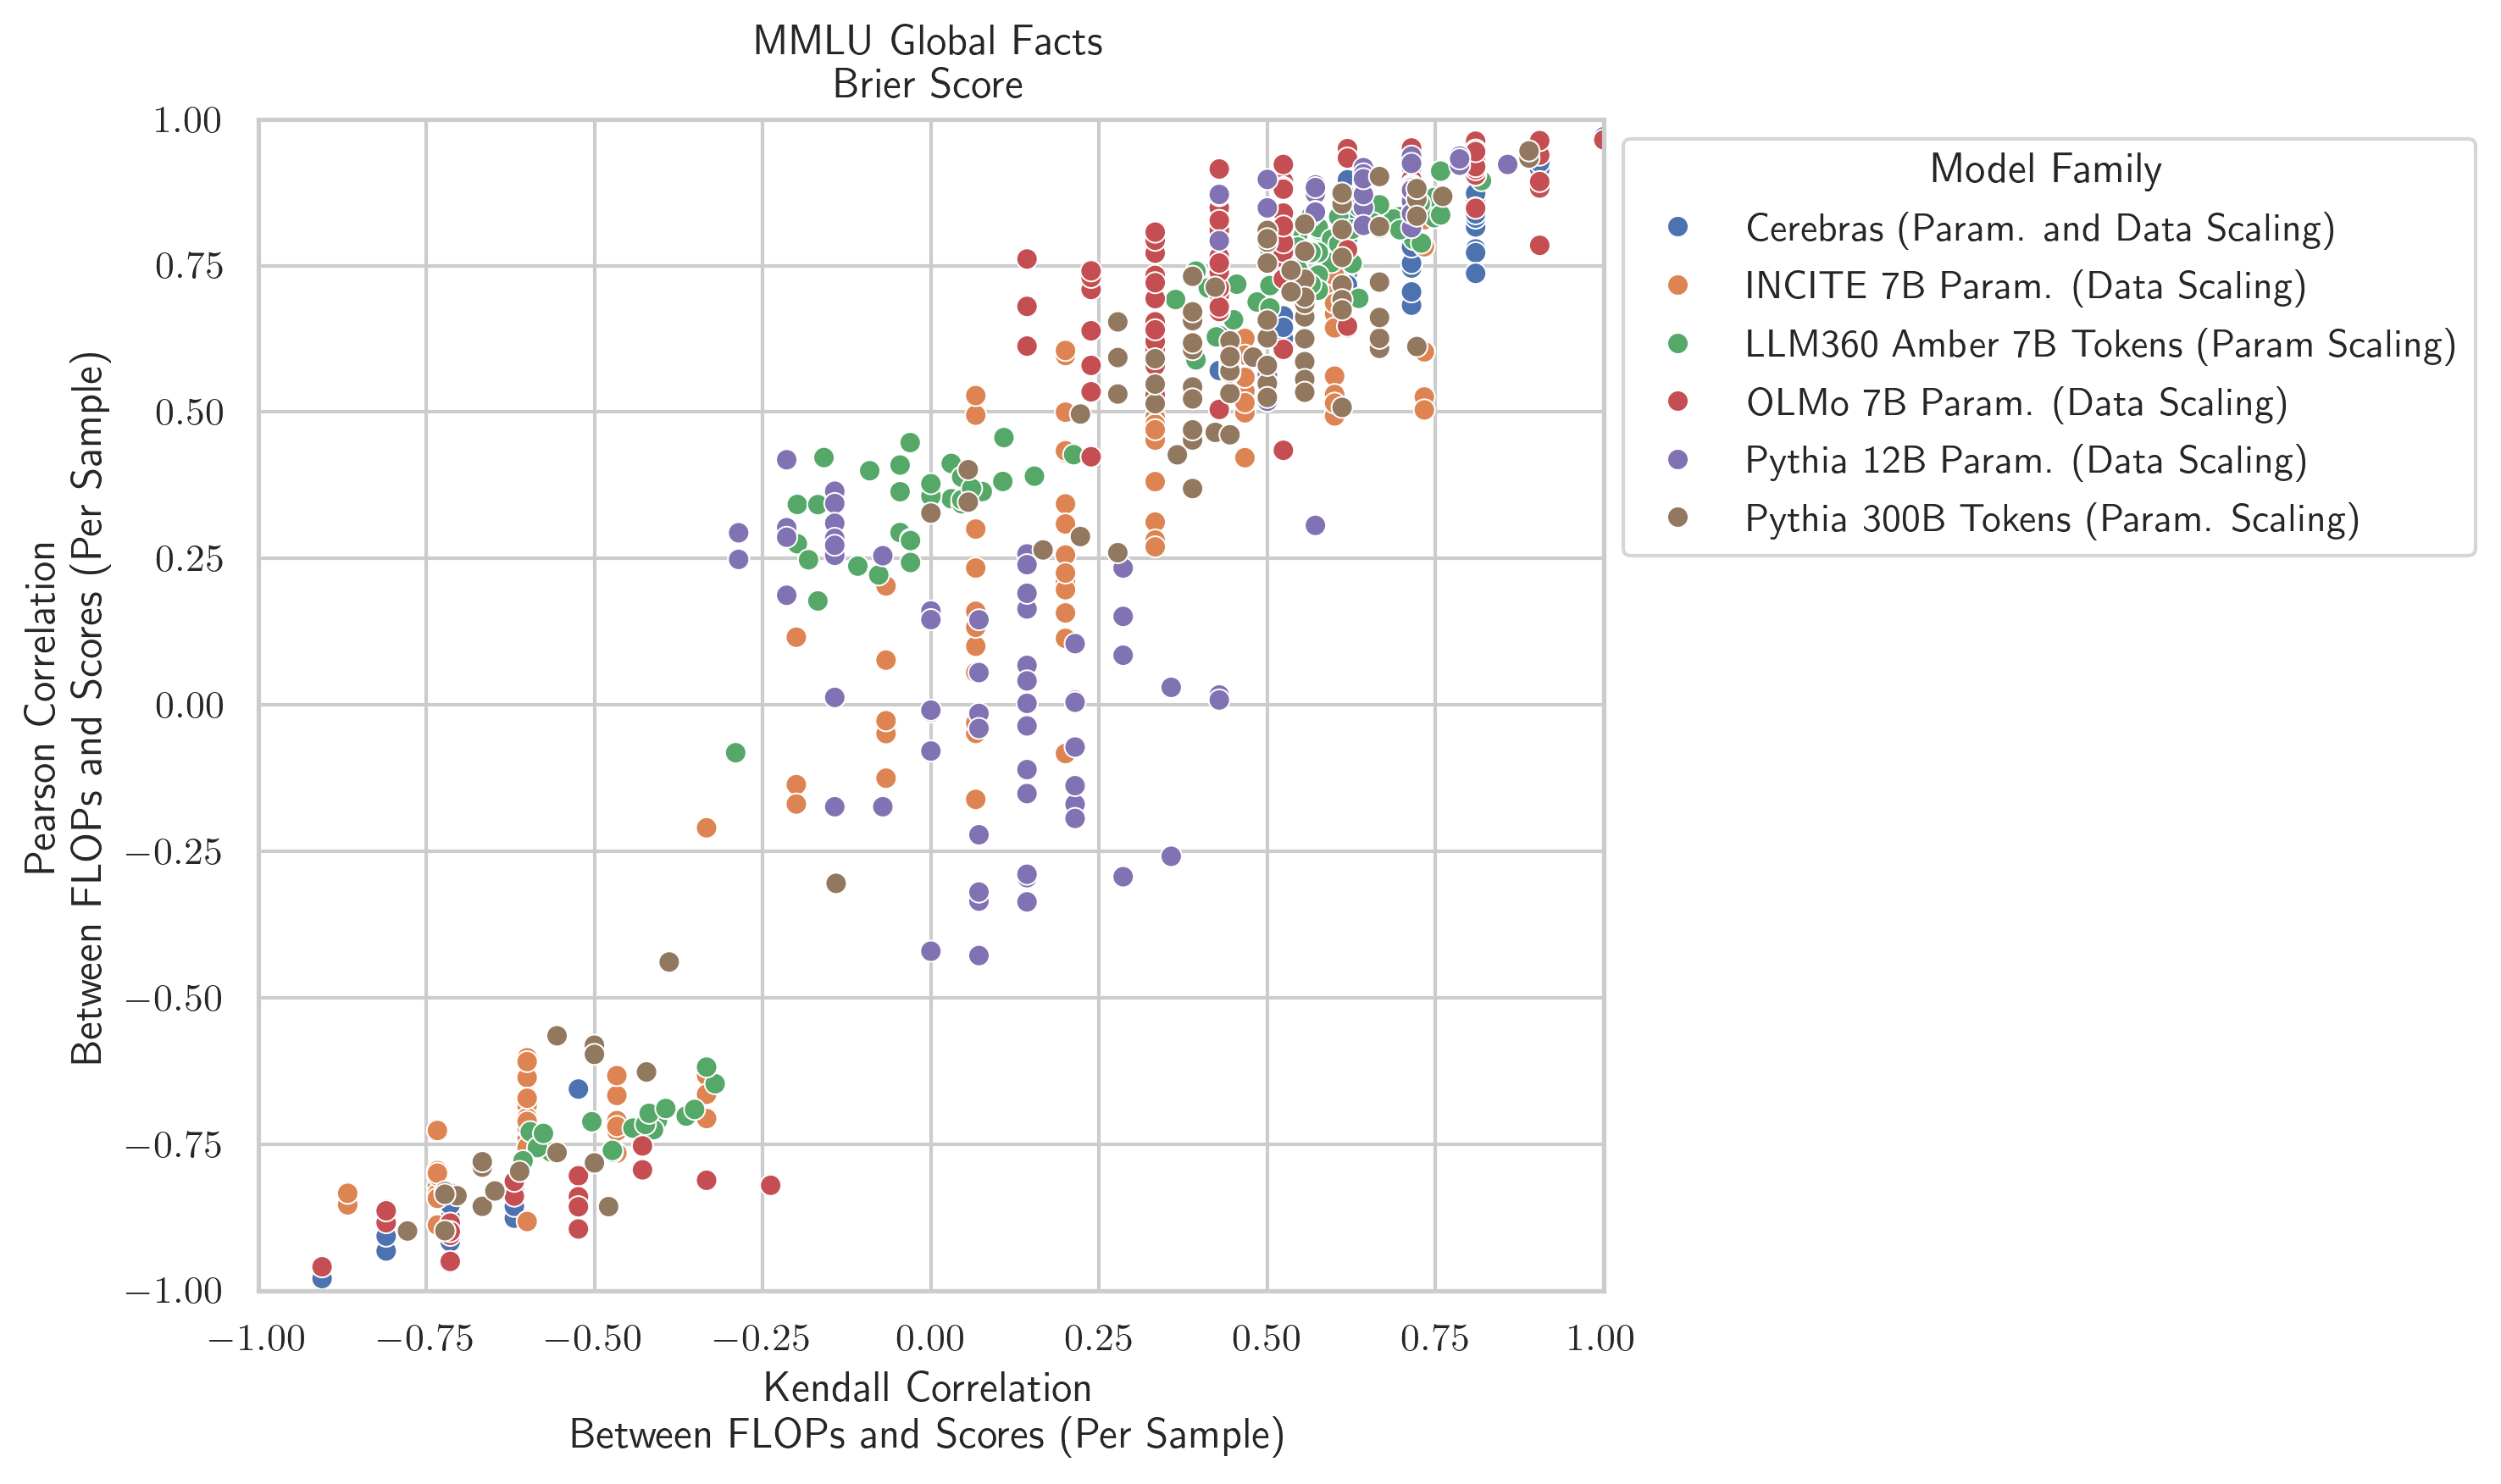 MMLU Global Facts
Brier Score
1.00
0.75
0.50
0.25
0.00
−0.25
−0.50
−0.75
−1.00
Pearson Correlation
Between FLOPs and Scores (Per Sample)
−1.00 −0.75 −0.50 −0.25 0.00 0.25 0.50 0.75 1.00
Kendall Correlation
Between FLOPs and Scores (Per Sample)
Model Family
Cerebras (Param. and Data Scaling)
INCITE 7B Param. (Data Scaling)
LLM360 Amber 7B Tokens (Param Scaling)
OLMo 7B Param. (Data Scaling)
Pythia 12B Param. (Data Scaling)
Pythia 300B Tokens (Param. Scaling)